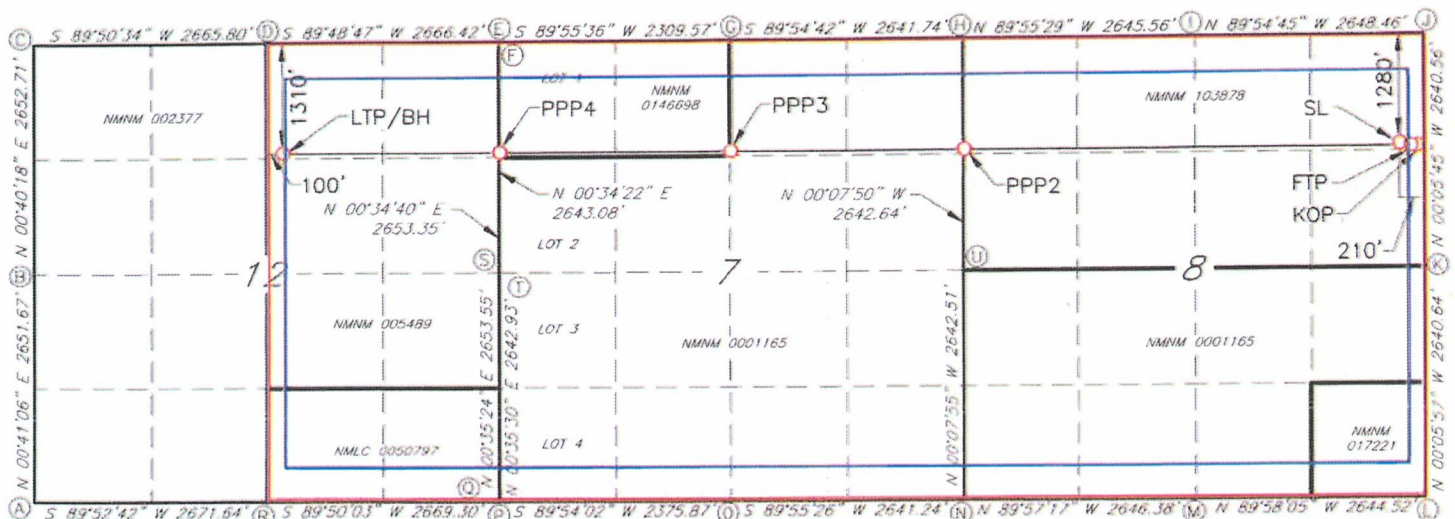 C S 89°50'34" W 2665.80' D S 89°48'47" W 2666.42' E S 89°55'36" W 2309.57' G S 89°54'42" W 2641.74' H N 89°55'29" W 2645.56' I N 89°54'45" W 2648.46' J
F
LOT 1
NMNM 002377
1310'
LTP/BH
PPP4
NMNM
0146698
PPP3
NMNM 103878
SL
1280'
N 00°40'18" E 2652.71'
N 00°05'45" W 2640.56'
100'
N 00°34'40" E
2653.35'
N 00°34'22" E
2643.08'
N 00°07'50" W
2642.64'
PPP2
FTP
KOP
210'
LOT 2
B
12
S
T
7
U
8
K
NMNM 005489
LOT 3
NMNM 0001165
NMNM 0001165
N 00°41'06" E 2651.67'
N 00°35'24" E 2653.55'
N 00°35'30" E 2642.93'
N 00°07'55" W 2642.51'
N 00°05'57" W 2640.64'
NMLC 0050797
LOT 4
NMNM
017221
Q
A S 89°52'42" W 2671.64' R S 89°50'03" W 2669.30' P S 89°54'02" W 2375.87' O S 89°55'26" W 2641.24' N N 89°57'17" W 2646.38' M N 89°58'05" W 2644.52' L